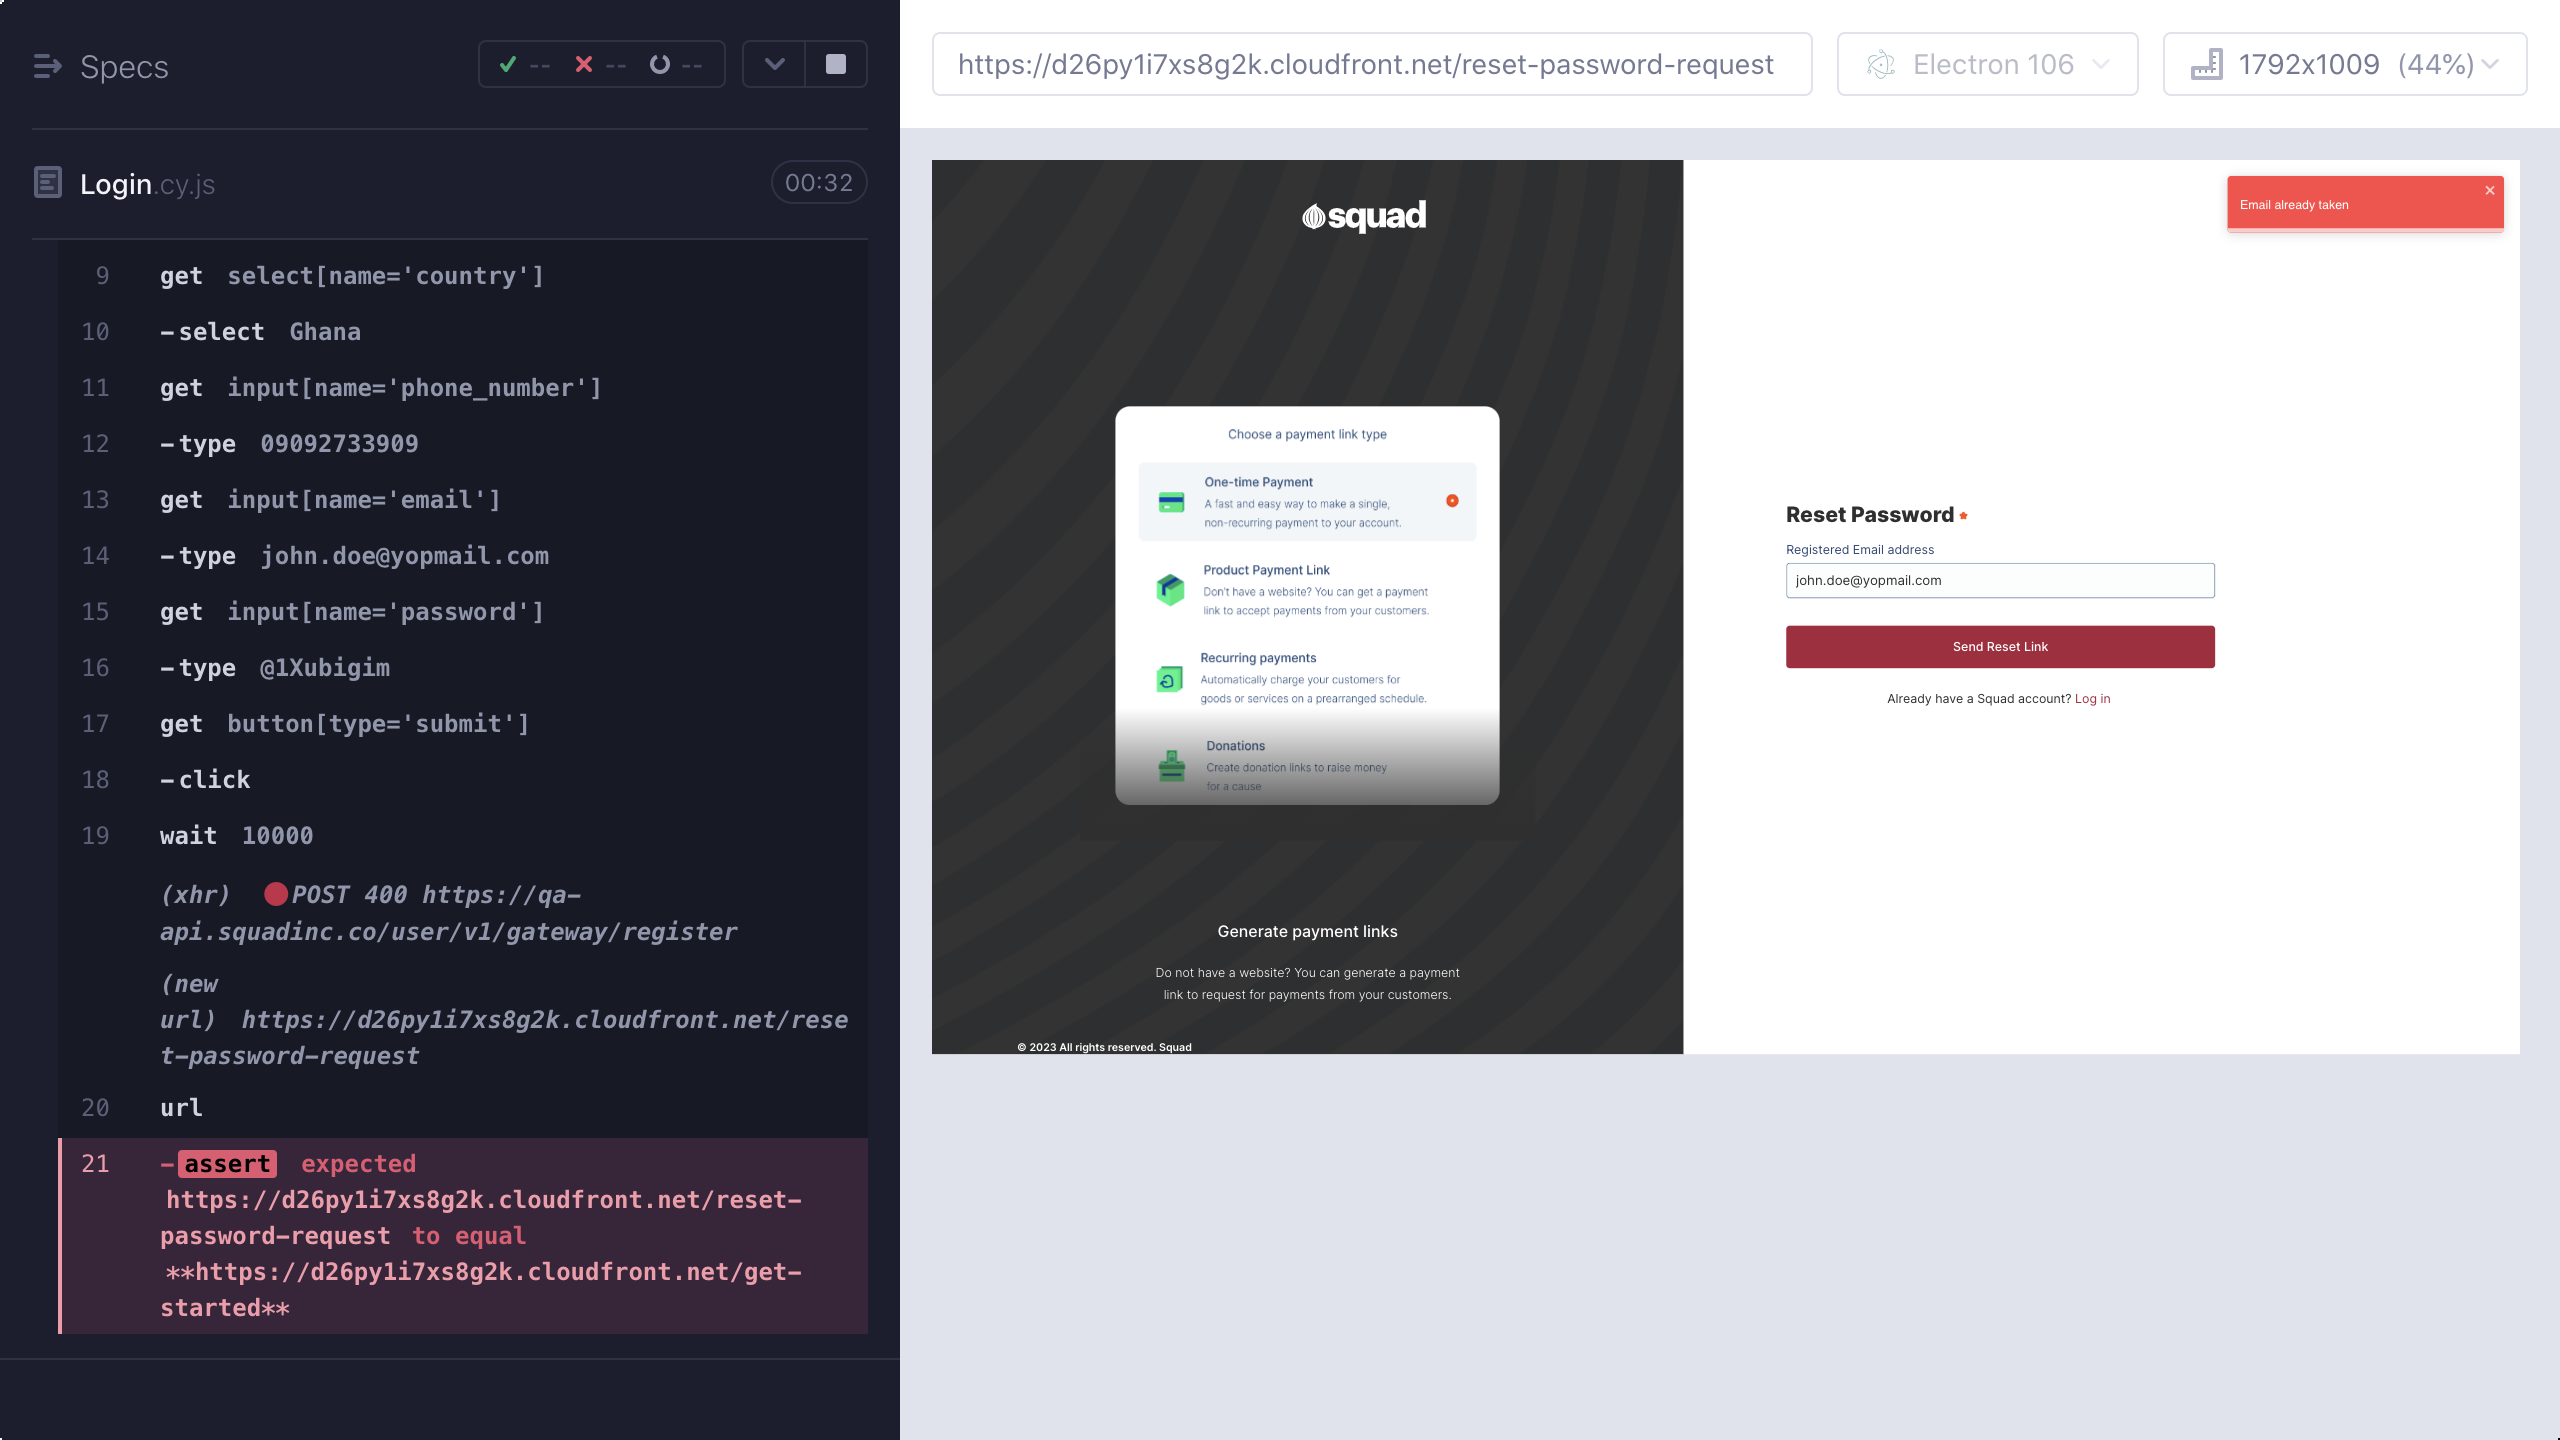 Specs
-- -- --
Login.cy.js
00:32
9 get select[name='country']
10 -select Ghana
11 get input[name='phone_number']
12 -type 09092733909
13 get input[name='email']
14 -type john.doe@yopmail.com
15 get input[name='password']
16 -type @1Xubigim
17 get button[type='submit']
18 -click
19 wait 10000
(xhr) POST 400 https://qa-
api.squadinc.co/user/v1/gateway/register
(new
url) https://d26py1i7xs8g2k.cloudfront.net/rese
t-password-request
20 url
21 -assert expected
https://d26py1i7xs8g2k.cloudfront.net/reset-
password-request to equal
**https://d26py1i7xs8g2k.cloudfront.net/get-
started**
https://d26py1i7xs8g2k.cloudfront.net/reset-password-request
Electron 106
1792x1009 (44%)
squad
Choose a payment link type
One-time Payment
A fast and easy way to make a single,
non-recurring payment to your account.
Product Payment Link
Don't have a website? You can get a payment
link to accept payments from your customers.
Recurring payments
Automatically charge your customers for
goods or services on a prearranged schedule.
Donations
Create donation links to raise money
for a cause
Generate payment links
Do not have a website? You can generate a payment
link to request for payments from your customers.
© 2023 All rights reserved. Squad
Email already taken
Reset Password
Registered Email address
john.doe@yopmail.com
Send Reset Link
Already have a Squad account? Log in